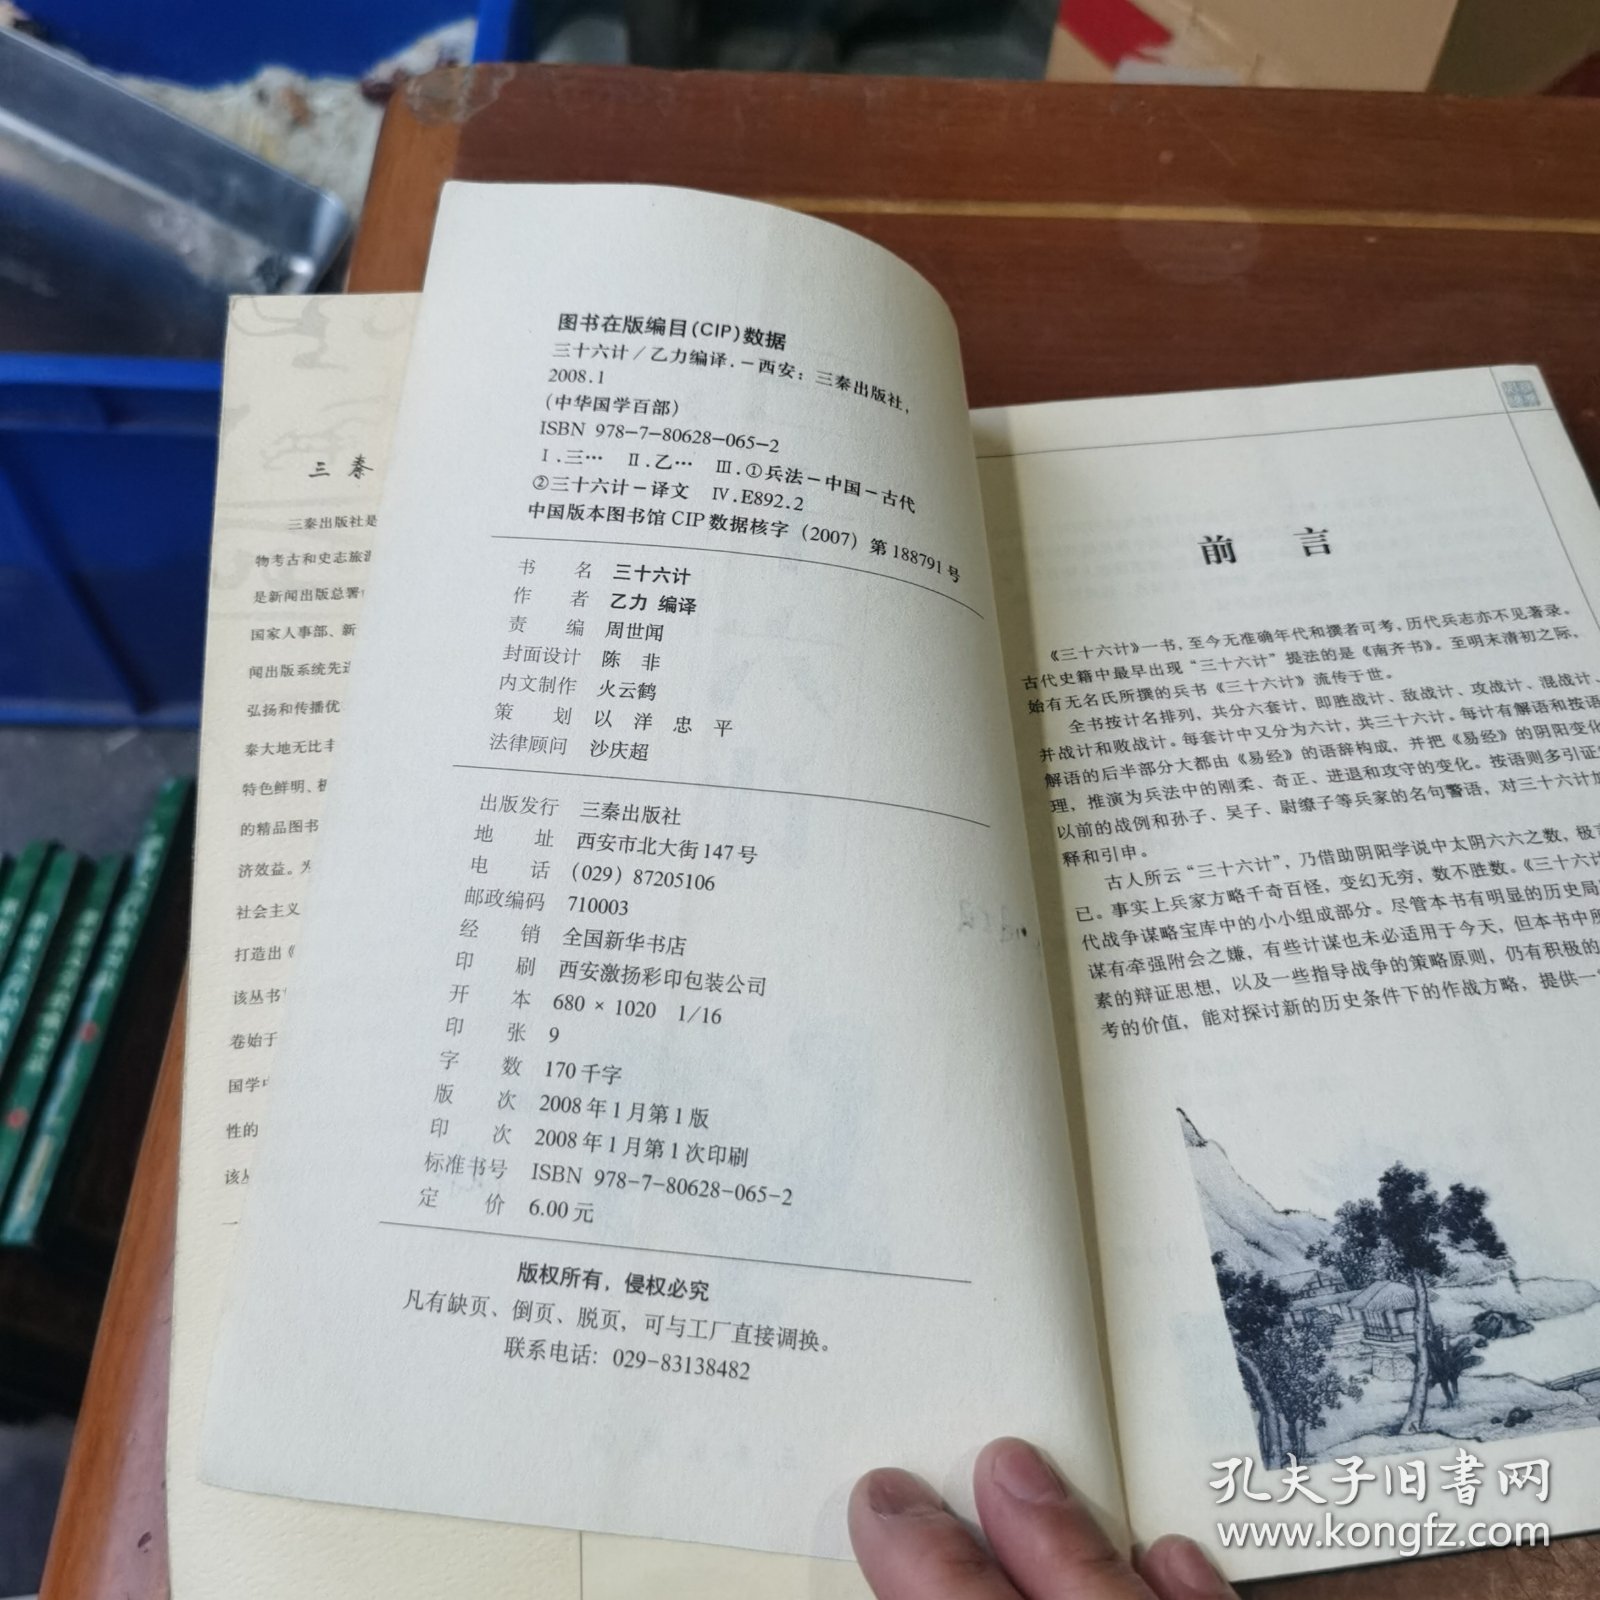 图书在版编目(CIP)数据
三十六计/乙力编译.-西安:三秦出版社,
2008.1
(中华国学百部)
ISBN 978-7-80628-065-2
Ⅰ.三… Ⅱ.乙… Ⅲ.①兵法-中国-古代
②三十六计-译文 Ⅳ.E892.2
中国版本图书馆CIP数据核字(2007)第188791号
书 名 三十六计
作 者 乙力 编译
责 编 周世闻
封面设计 陈 非
内文制作 火云鹤
策 划 以 洋 忠 平
法律顾问 沙庆超
出版发行 三秦出版社
地 址 西安市北大街147号
电 话 (029)87205106
邮政编码 710003
经 销 全国新华书店
印 刷 西安激扬彩印包装公司
开 本 680×1020 1/16
印 张 9
字 数 170千字
版 次 2008年1月第1版
印 次 2008年1月第1次印刷
标准书号 ISBN 978-7-80628-065-2
定 价 6.00元
版权所有,侵权必究
凡有缺页、倒页、脱页,可与工厂直接调换。
联系电话:029-83138482
三 秦
三秦出版社是
物考古和史志旅游
是新闻出版总署
国家人事部、新
闻出版系统先进
弘扬和传播优
秦大地无比丰
特色鲜明、
的精品图书
济效益。为
社会主义
打造出《
该丛书
卷始于
国学
性的
该丛
一
前 言
《三十六计》一书,至今无准确年代和撰者可考,历代兵志亦不见著录。
古代史籍中最早出现“三十六计”提法的是《南齐书》。至明末清初之际,
始有无名氏所撰的兵书《三十六计》流传于世。
全书按计名排列,共分六套计,即胜战计、敌战计、攻战计、混战计、
并战计和败战计。每套计中又分为六计,共三十六计。每计有解语和按语
解语的后半部分大都由《易经》的语辞构成,并把《易经》的阴阳变化
理,推演为兵法中的刚柔、奇正、进退和攻守的变化。按语则多引证
以前的战例和孙子、吴子、尉缭子等兵家的名句警语,对三十六计加
释和引申。
古人所云“三十六计”,乃借助阴阳学说中太阴六六之数,极言
已。事实上兵家方略千奇百怪,变幻无穷,数不胜数。《三十六计
代战争谋略宝库中的小小组成部分。尽管本书有明显的历史局
谋有牵强附会之嫌,有些计谋也未必适用于今天,但本书中所
素的辩证思想,以及一些指导战争的策略原则,仍有积极的
考的价值,能对探讨新的历史条件下的作战方略,提供一
孔夫子旧书网
www.kongfz.com